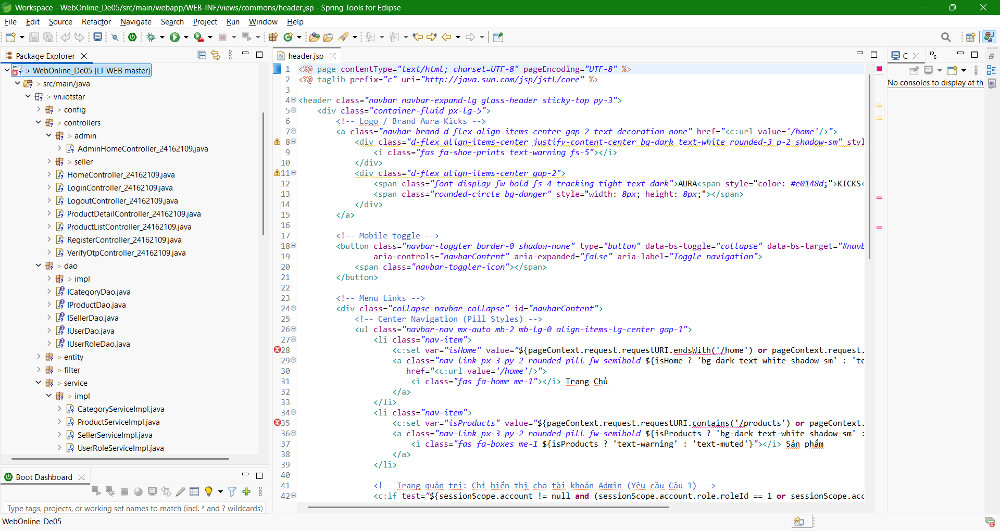 Workspace - WebOnline_De05/src/main/webapp/WEB-INF/views/commons/header.jsp - Spring Tools for Eclipse
File Edit Source Refactor Navigate Search Project Run Window Help
Package Explorer
> WebOnline_De05 [LT WEB master]
> src/main/java
> vn.iotstar
> config
> controllers
> admin
AdminHomeController_24162109.java
> seller
HomeController_24162109.java
LoginController_24162109.java
LogoutController_24162109.java
ProductDetailController_24162109.java
ProductListController_24162109.java
RegisterController_24162109.java
VerifyOtpController_24162109.java
> dao
> impl
ICategoryDao.java
IProductDao.java
ISellerDao.java
IUserDao.java
IUserRoleDao.java
> entity
> filter
> service
> impl
CategoryServiceImpl.java
ProductServiceImpl.java
SellerServiceImpl.java
UserRoleServiceImpl.java
Boot Dashboard
Type tags, projects, or working set names to match (incl. * and ? wildcards)
WebOnline_De05
header.jsp
1 <%@ page contentType="text/html; charset=UTF-8" pageEncoding="UTF-8" %>
2 <%@ taglib prefix="c" uri="http://java.sun.com/jsp/jstl/core" %>
3
4 <header class="navbar navbar-expand-lg glass-header sticky-top py-3">
5 <div class="container-fluid px-lg-5">
6 <!-- Logo / Brand Aura Kicks -->
7 <a class="navbar-brand d-flex align-items-center gap-2 text-decoration-none" href="<c:url value='/home'/>">
8 <div class="d-flex align-items-center justify-content-center bg-dark text-white rounded-3 p-2 shadow-sm" styl
9 <i class="fas fa-shoe-prints text-warning fs-5"></i>
10 </div>
11 <div class="d-flex align-items-center gap-2">
12 <span class="font-display fw-bold fs-4 tracking-tight text-dark">AURA<span style="color: #e0148d;">KICKS<
13 <span class="rounded-circle bg-danger" style="width: 8px; height: 8px;"></span>
14 </div>
15 </a>
16
17 <!-- Mobile toggle -->
18 <button class="navbar-toggler border-0 shadow-none" type="button" data-bs-toggle="collapse" data-bs-target="#navb
19 aria-controls="navbarContent" aria-expanded="false" aria-label="Toggle navigation">
20 <span class="navbar-toggler-icon"></span>
21 </button>
22
23 <!-- Menu Links -->
24 <div class="collapse navbar-collapse" id="navbarContent">
25 <!-- Center Navigation (Pill Styles) -->
26 <ul class="navbar-nav mx-auto mb-2 mb-lg-0 align-items-lg-center gap-1">
27 <li class="nav-item">
28 <c:set var="isHome" value="${pageContext.request.requestURI.endsWith('/home') or pageContext.request.
29 <a class="nav-link px-3 py-2 rounded-pill fw-semibold ${isHome ? 'bg-dark text-white shadow-sm' : 'te
30 href="<c:url value='/home'/>">
31 <i class="fas fa-home me-1"></i> Trang Chủ
32 </a>
33 </li>
34 <li class="nav-item">
35 <c:set var="isProducts" value="${pageContext.request.requestURI.contains('/products') or pageContext.
36 <a class="nav-link px-3 py-2 rounded-pill fw-semibold ${isProducts ? 'bg-dark text-white shadow-sm' :
37 <i class="fas fa-boxes me-1 ${isProducts ? 'text-warning' : 'text-muted'}"></i> Sản phẩm
38 </a>
39 </li>
40
41 <!-- Trang quản trị: Chỉ hiển thị cho tài khoản Admin (Yêu cầu Câu 1) -->
42 <c:if test="${sessionScope.account != null and (sessionScope.account.role.roleId == 1 or sessionScope.acc
C
»5
No consoles to display at th